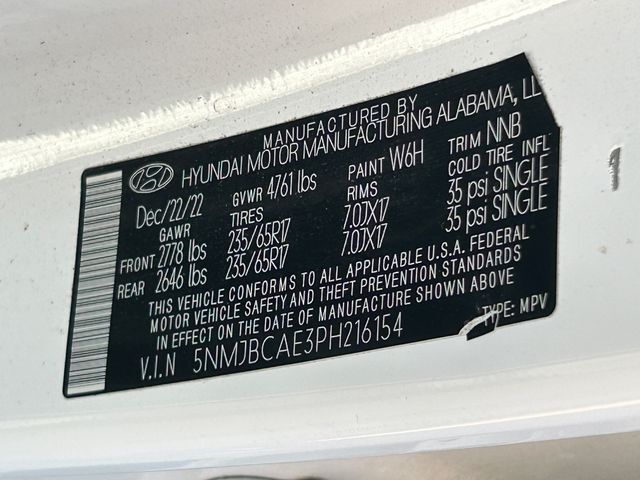 MANUFACTURED BY
HYUNDAI MOTOR MANUFACTURING ALABAMA, LL
Dec/22/22 GVWR 4761 lbs PAINT W6H TRIM NNB
GAWR TIRES RIMS COLD TIRE INFL
FRONT 2778 lbs 235/65R17 7.0JX17 35 psi SINGLE
REAR 2646 lbs 235/65R17 7.0JX17 35 psi SINGLE
THIS VEHICLE CONFORMS TO ALL APPLICABLE U.S.A. FEDERAL
MOTOR VEHICLE SAFETY AND THEFT PREVENTION STANDARDS
IN EFFECT ON THE DATE OF MANUFACTURE SHOWN ABOVE
V.I.N 5NMJBCAE3PH216154 TYPE: MPV